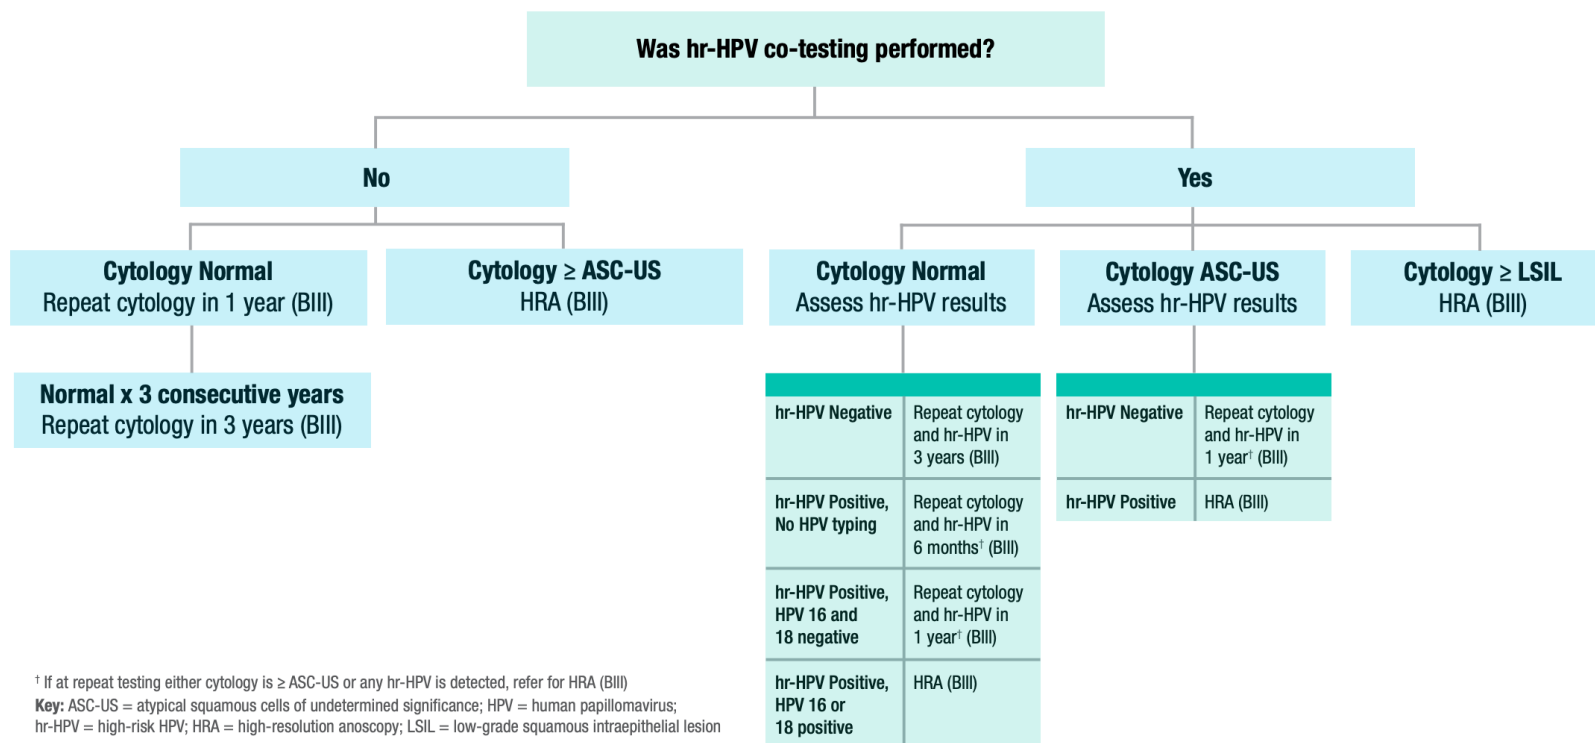 Was hr-HPV co-testing performed?
No
Yes
Cytology Normal
Repeat cytology in 1 year (BIII)
Cytology ≥ ASC-US
HRA (BIII)
Normal x 3 consecutive years
Repeat cytology in 3 years (BIII)
Cytology Normal
Assess hr-HPV results
Cytology ASC-US
Assess hr-HPV results
Cytology ≥ LSIL
HRA (BIII)
hr-HPV Negative
Repeat cytology
and hr-HPV in
3 years (BIII)
hr-HPV Positive,
No HPV typing
Repeat cytology
and hr-HPV in
6 months† (BIII)
hr-HPV Positive,
HPV 16 and
18 negative
Repeat cytology
and hr-HPV in
1 year† (BIII)
hr-HPV Positive,
HPV 16 or
18 positive
HRA (BIII)
hr-HPV Negative
Repeat cytology
and hr-HPV in
1 year† (BIII)
hr-HPV Positive
HRA (BIII)
† If at repeat testing either cytology is ≥ ASC-US or any hr-HPV is detected, refer for HRA (BIII)
Key: ASC-US = atypical squamous cells of undetermined significance; HPV = human papillomavirus;
hr-HPV = high-risk HPV; HRA = high-resolution anoscopy; LSIL = low-grade squamous intraepithelial lesion